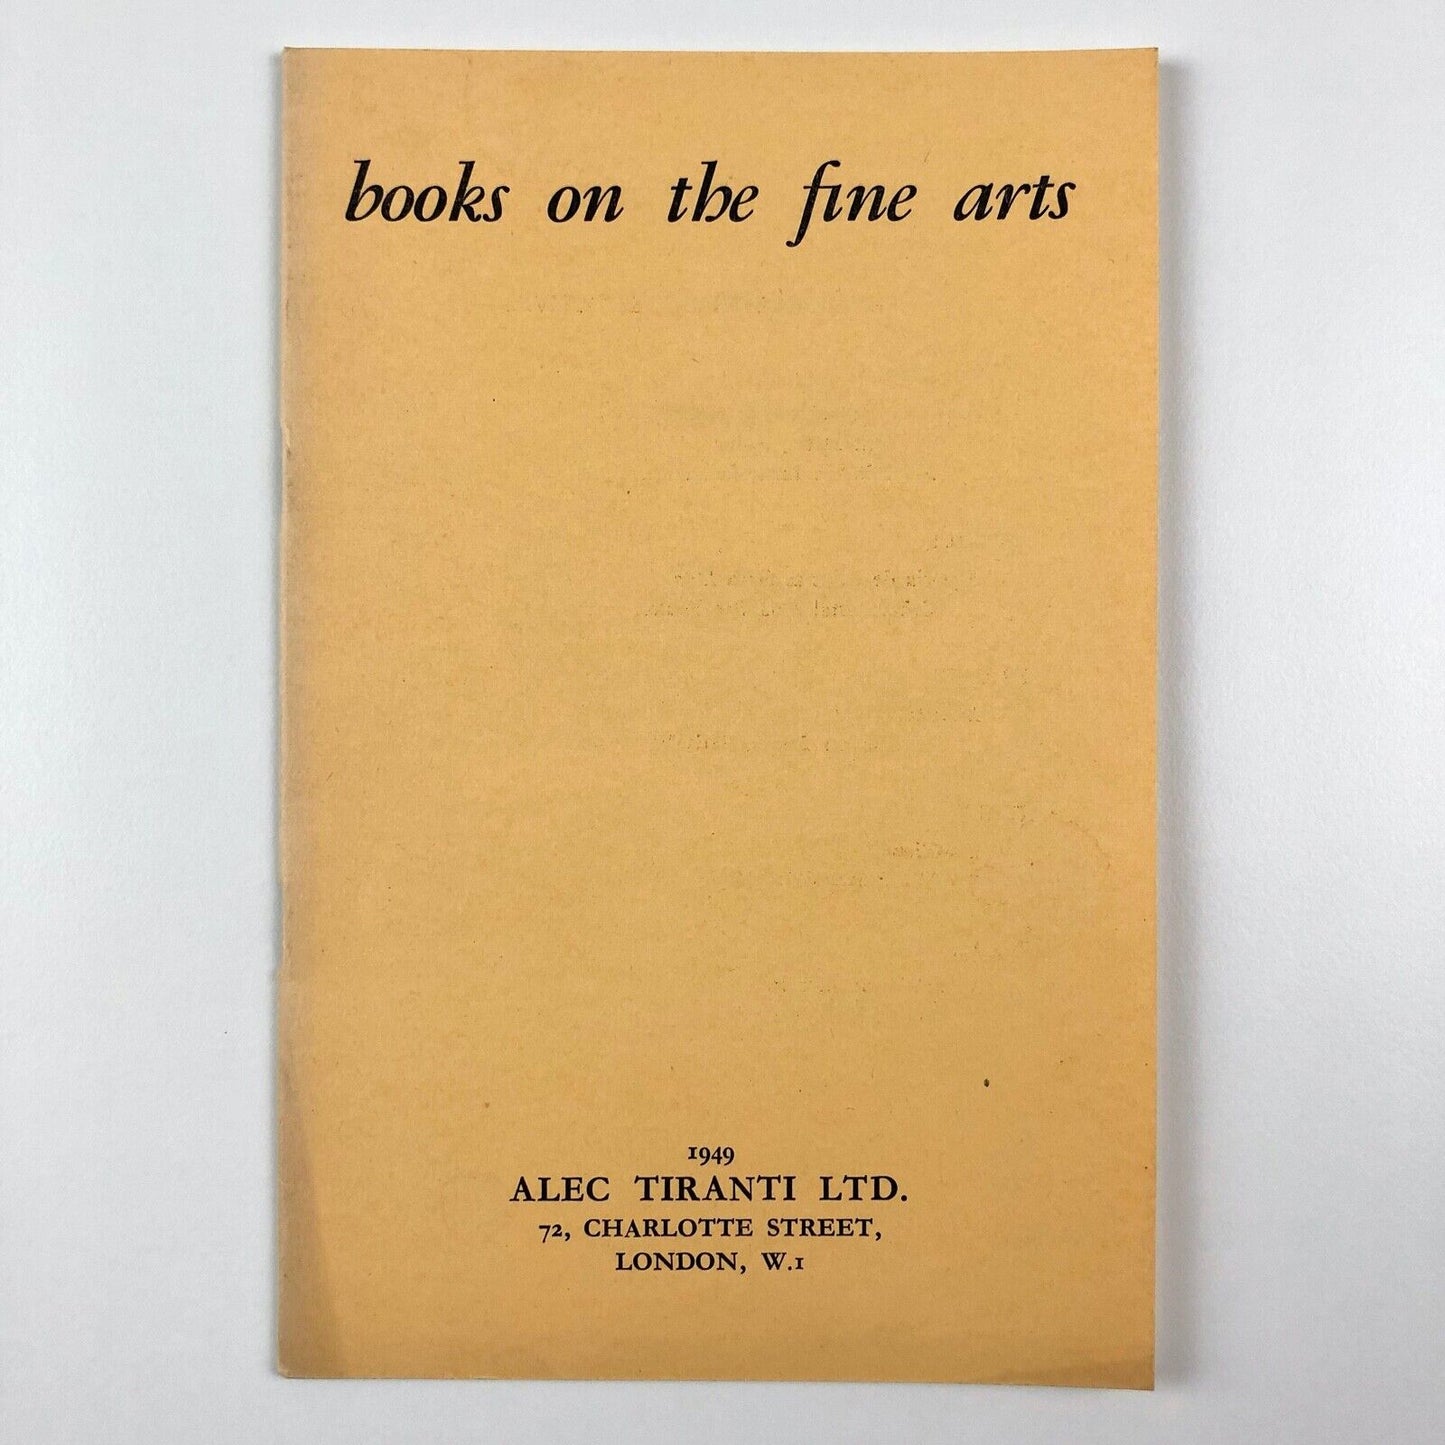 books on the fine arts
1949
ALEC TIRANTI LTD.
72, CHARLOTTE STREET,
LONDON, W.1